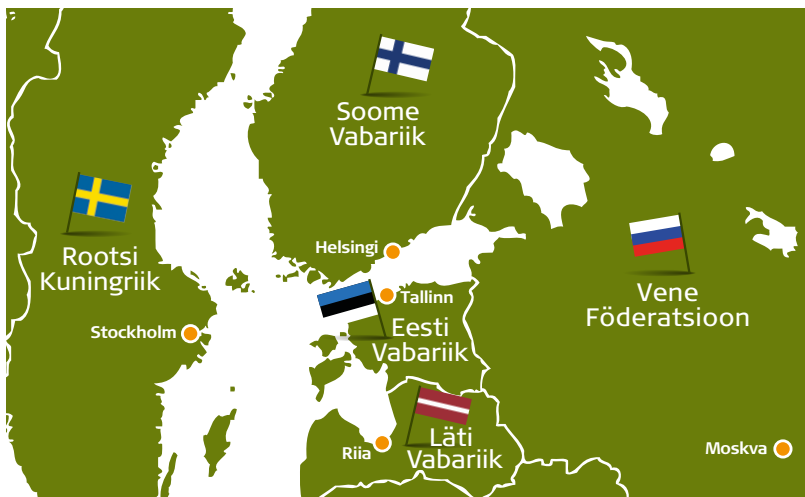 Soome
Vabariik
Rootsi
Kuningriik
Helsingi
Vene
Föderatsioon
Tallinn
Stockholm
Eesti
Vabariik
Riia
Läti
Vabariik
Moskva